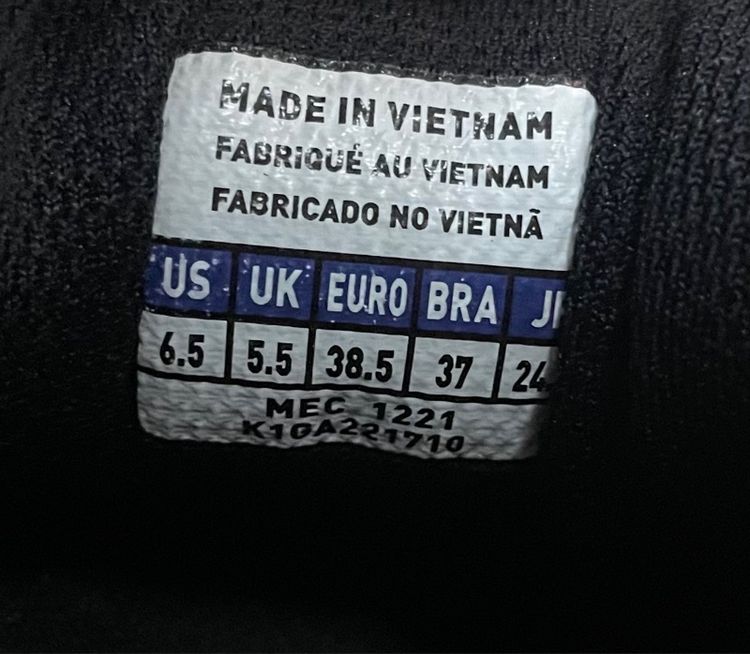 MADE IN VIETNAM
FABRIQUÉ AU VIETNAM
FABRICADO NO VIETNÃ
US UK EURO BRA
6.5 5.5 38.5 37
MEC 1221
K10A221710